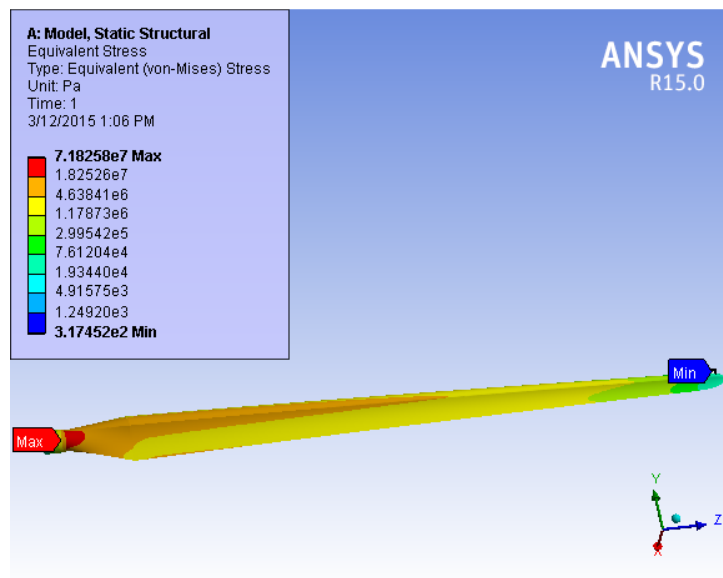 A: Model, Static Structural
Equivalent Stress
Type: Equivalent (von-Mises) Stress
Unit: Pa
Time: 1
3/12/2015 1:06 PM
7.18258e7 Max
1.82526e7
4.63841e6
1.17873e6
2.99542e5
7.61204e4
1.93440e4
4.91575e3
1.24920e3
3.17452e2 Min
ANSYS
R15.0
Min
Max
Y
Z
X